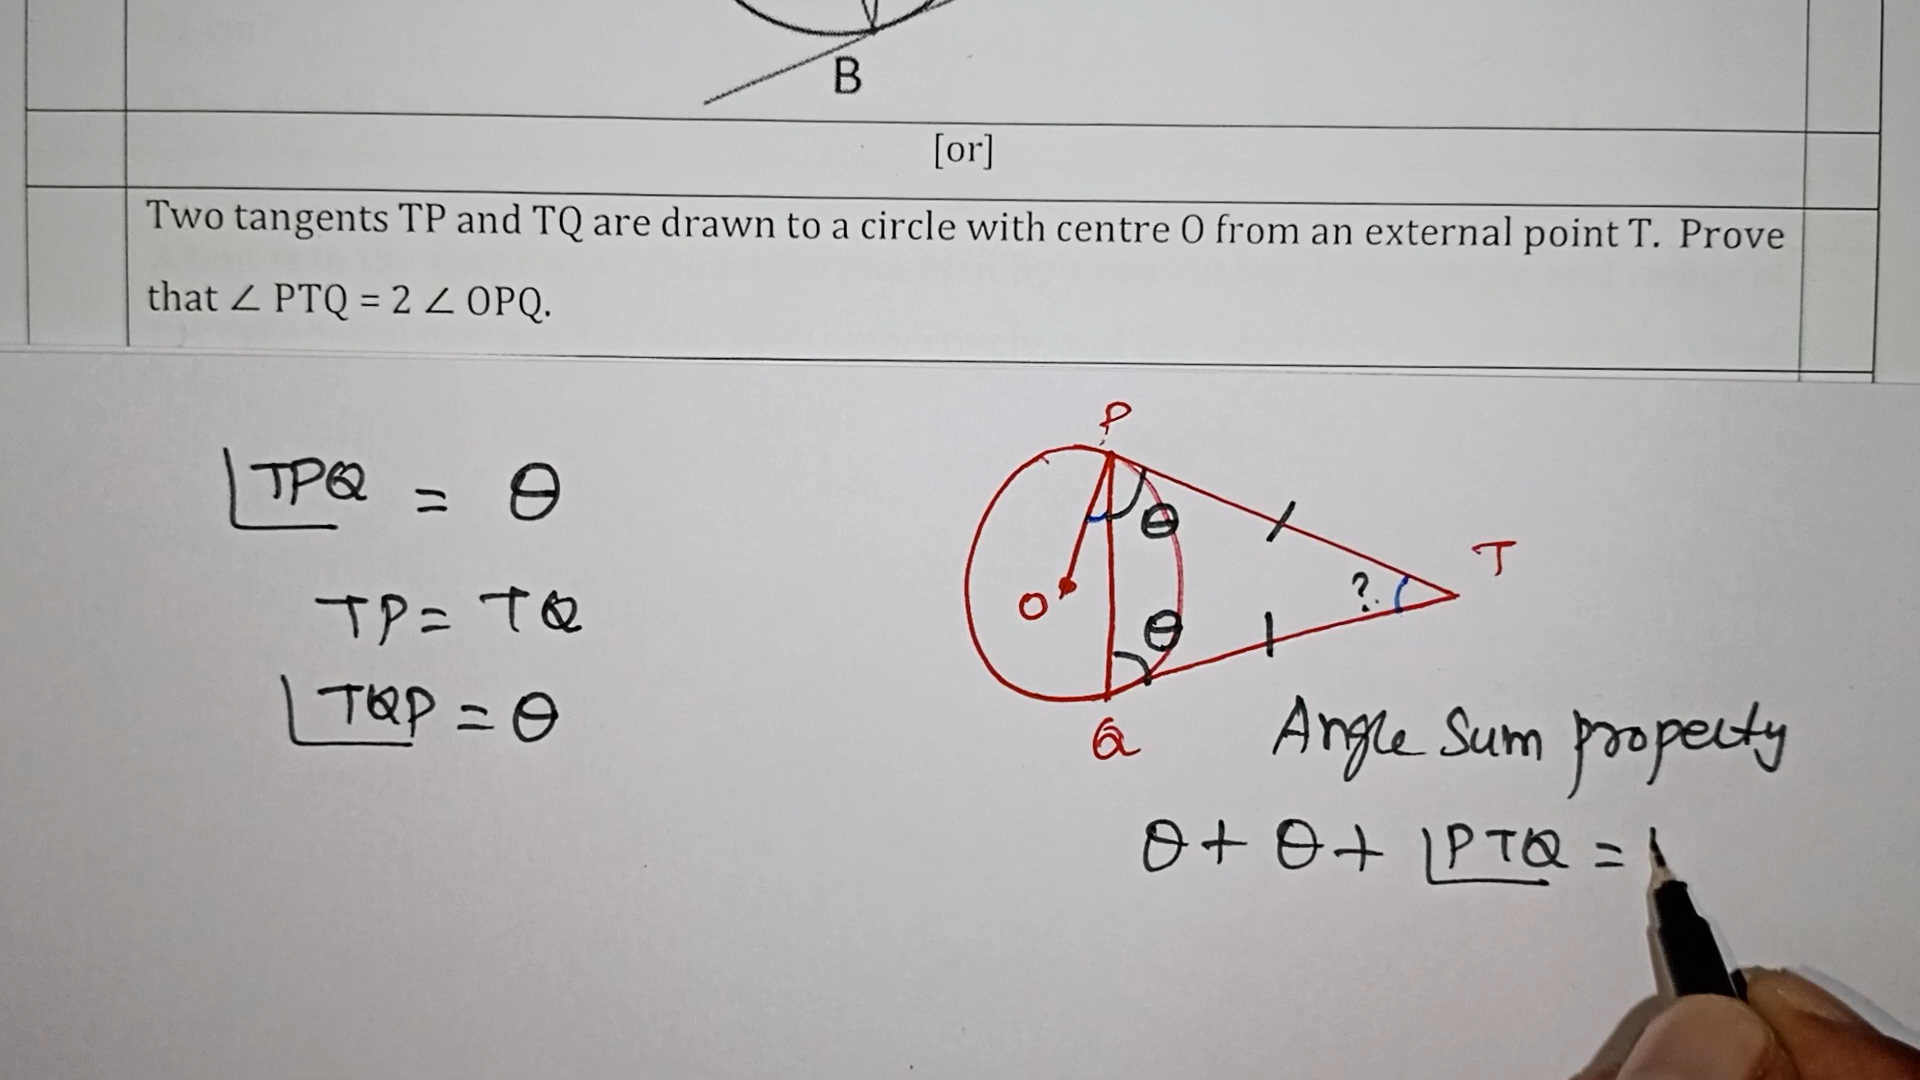 B
[or]
Two tangents TP and TQ are drawn to a circle with centre O from an external point T. Prove
that ∠ PTQ = 2 ∠ OPQ.
P
∠TPQ = θ
θ
T
?
TP = TQ
O
θ
∠TQP = θ
Q
Angle Sum property
θ + θ + ∠PTQ =